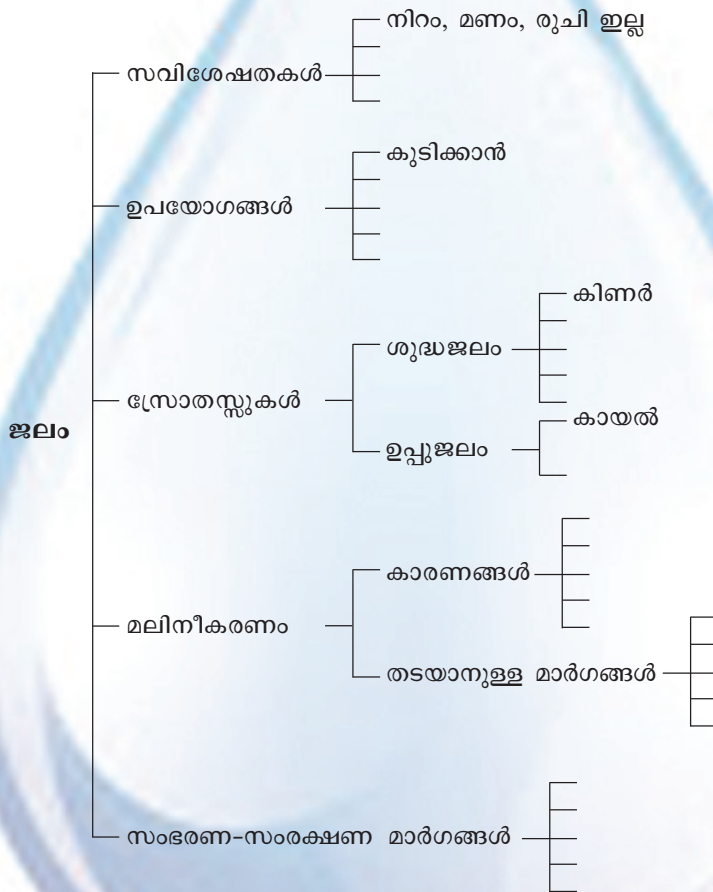 നിറം, മണം, രുചി ഇല്ല
സവിശേഷതകൾ
കുടിക്കാൻ
ഉപയോഗങ്ങൾ
കിണർ
ശുദ്ധജലം
സ്രോതസ്സുകൾ
കായൽ
ജലം
ഉപ്പുജലം
കാരണങ്ങൾ
മലിനീകരണം
തടയാനുള്ള മാർഗങ്ങൾ
സംഭരണ-സംരക്ഷണ മാർഗങ്ങൾ